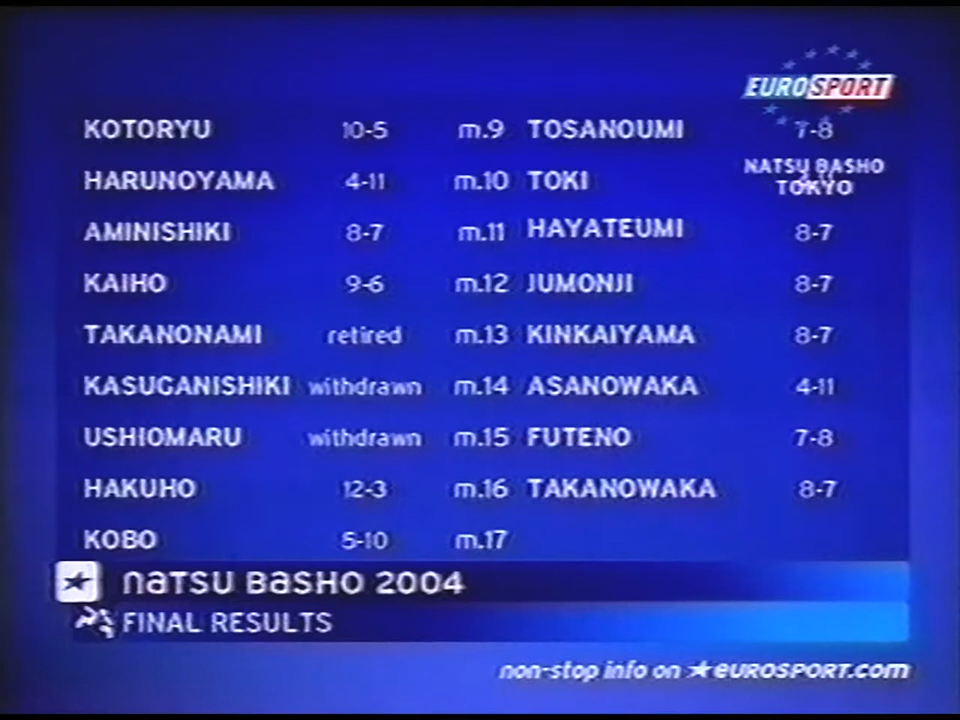 EUROSPORT
KOTORYU 10-5 m.9 TOSANOUMI 7-8
NATSU BASHO
HARUNOYAMA 4-11 m.10 TOKI
TOKYO
AMINISHIKI 8-7 m.11 HAYATEUMI 8-7
KAIHO 9-6 m.12 JUMONJI 8-7
TAKANONAMI retired m.13 KINKAIYAMA 8-7
KASUGANISHIKI withdrawn m.14 ASANOWAKA 4-11
USHIOMARU withdrawn m.15 FUTENO 7-8
HAKUHO 12-3 m.16 TAKANOWAKA 8-7
KOBO 5-10 m.17
NATSU BASHO 2004
FINAL RESULTS
non-stop info on EUROSPORT.com